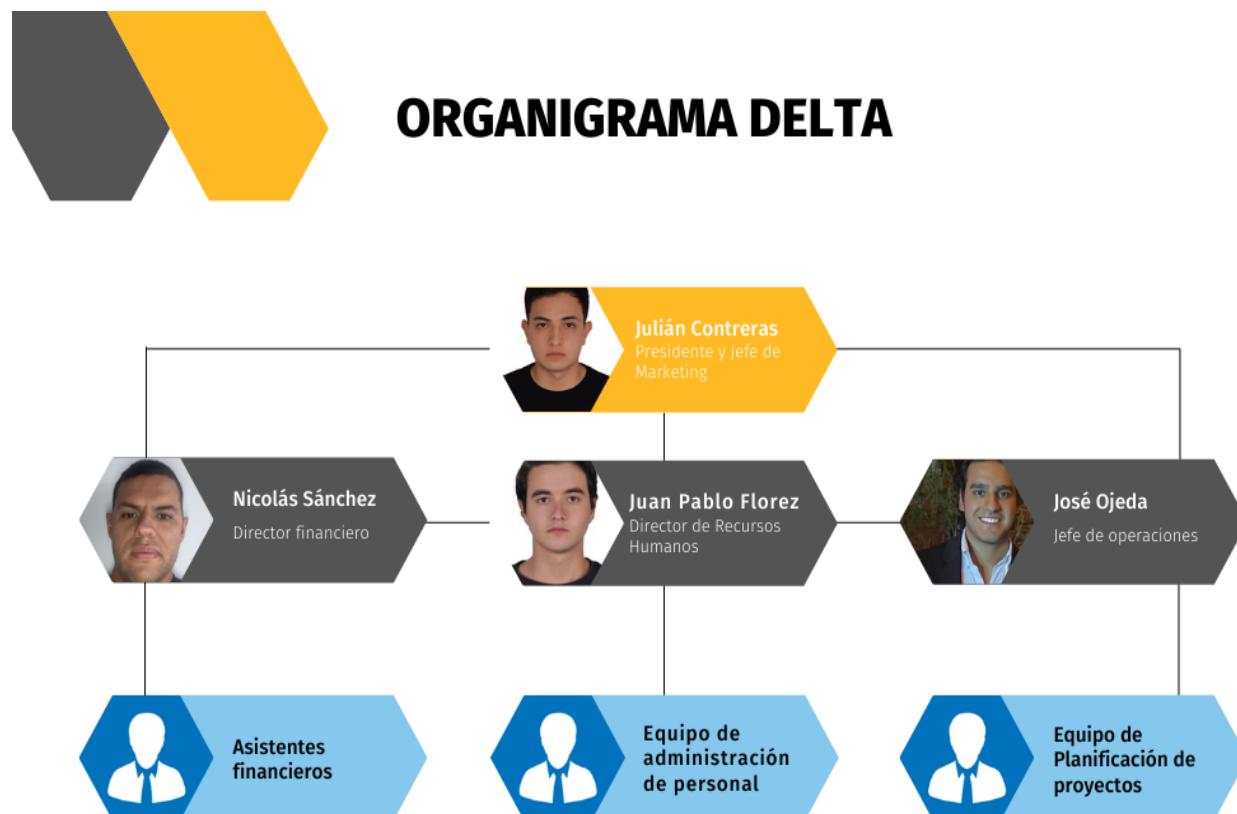 ORGANIGRAMA DELTA
Julián Contreras
Presidente y Jefe de
Marketing
Nicolás Sánchez
Director financiero
Juan Pablo Florez
Director de Recursos
Humanos
José Ojeda
Jefe de operaciones
Asistentes
financieros
Equipo de
administración
de personal
Equipo de
Planificación de
proyectos